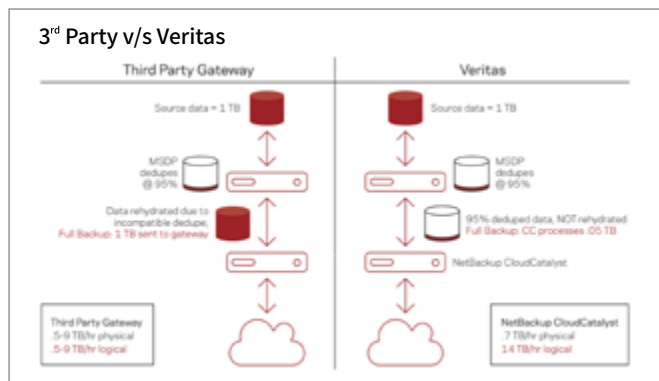 3rd Party v/s Veritas
Third Party Gateway
Veritas
Source data = 1 TB
Source data = 1 TB
MSDP
dedupes
@ 95%
MSDP
dedupes
@ 95%
Data rehydrated due to
incompatible dedupe;
Full Backup: 1 TB sent to gateway
95% deduped data, NOT rehydrated
Full Backup: CC processes .05 TB
NetBackup CloudCatalyst
Third Party Gateway
.5-9 TB/hr physical
.5-9 TB/hr logical
NetBackup CloudCatalyst
.7 TB/hr physical
14 TB/hr logical